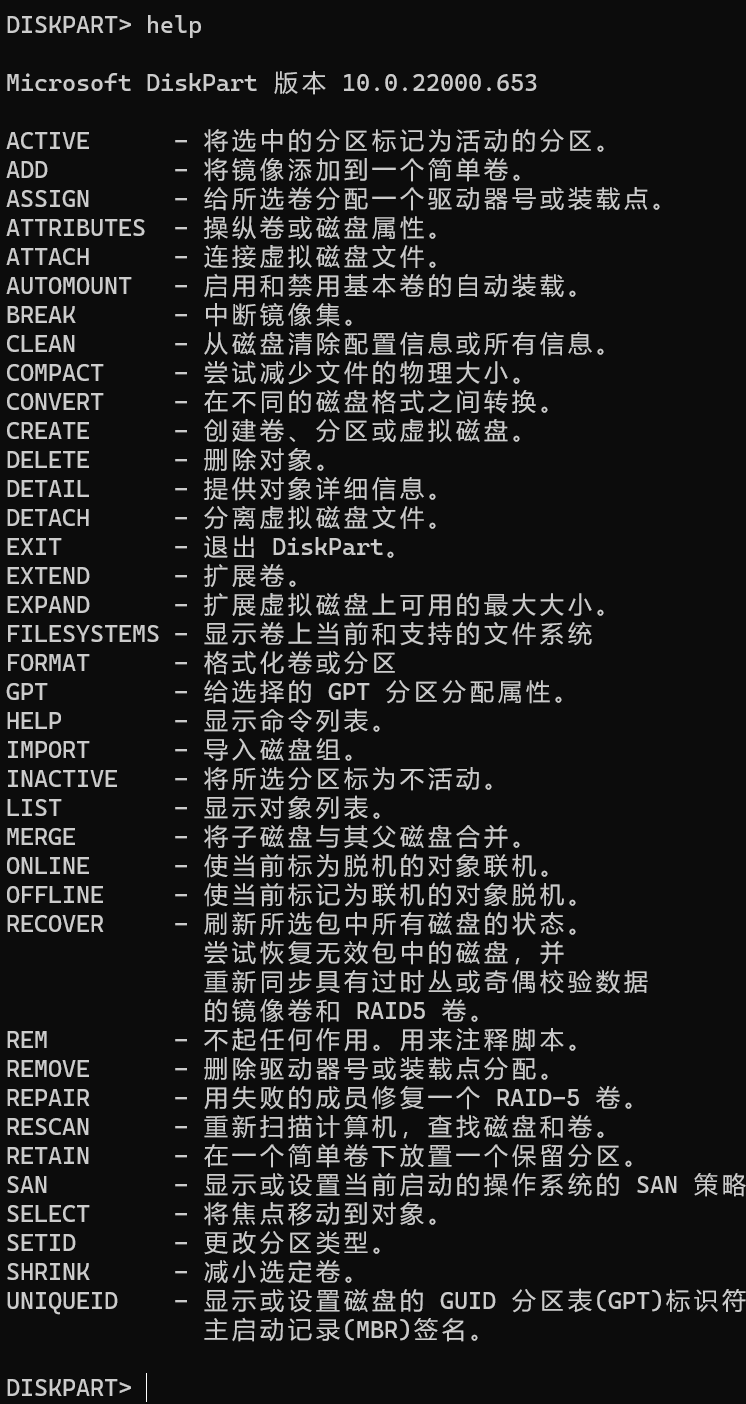 DISKPART> help
Microsoft DiskPart 版本 10.0.22000.653
ACTIVE - 将选中的分区标记为活动的分区。
ADD - 将镜像添加到一个简单卷。
ASSIGN - 给所选卷分配一个驱动器号或装载点。
ATTRIBUTES - 操纵卷或磁盘属性。
ATTACH - 连接虚拟磁盘文件。
AUTOMOUNT - 启用和禁用基本卷的自动装载。
BREAK - 中断镜像集。
CLEAN - 从磁盘清除配置信息或所有信息。
COMPACT - 尝试减少文件的物理大小。
CONVERT - 在不同的磁盘格式之间转换。
CREATE - 创建卷、分区或虚拟磁盘。
DELETE - 删除对象。
DETAIL - 提供对象详细信息。
DETACH - 分离虚拟磁盘文件。
EXIT - 退出 DiskPart。
EXTEND - 扩展卷。
EXPAND - 扩展虚拟磁盘上可用的最大大小。
FILESYSTEMS - 显示卷上当前和支持的文件系统
FORMAT - 格式化卷或分区
GPT - 给选择的 GPT 分区分配属性。
HELP - 显示命令列表。
IMPORT - 导入磁盘组。
INACTIVE - 将所选分区标为不活动。
LIST - 显示对象列表。
MERGE - 将子磁盘与其父磁盘合并。
ONLINE - 使当前标为脱机的对象联机。
OFFLINE - 使当前标记为联机的对象脱机。
RECOVER - 刷新所选包中所有磁盘的状态。
尝试恢复无效包中的磁盘，并
重新同步具有过时丛或奇偶校验数据
的镜像卷和 RAID5 卷。
REM - 不起任何作用。用来注释脚本。
REMOVE - 删除驱动器号或装载点分配。
REPAIR - 用失败的成员修复一个 RAID-5 卷。
RESCAN - 重新扫描计算机，查找磁盘和卷。
RETAIN - 在一个简单卷下放置一个保留分区。
SAN - 显示或设置当前启动的操作系统的 SAN 策略
SELECT - 将焦点移动到对象。
SETID - 更改分区类型。
SHRINK - 减小选定卷。
UNIQUEID - 显示或设置磁盘的 GUID 分区表(GPT)标识符
主启动记录(MBR)签名。
DISKPART>